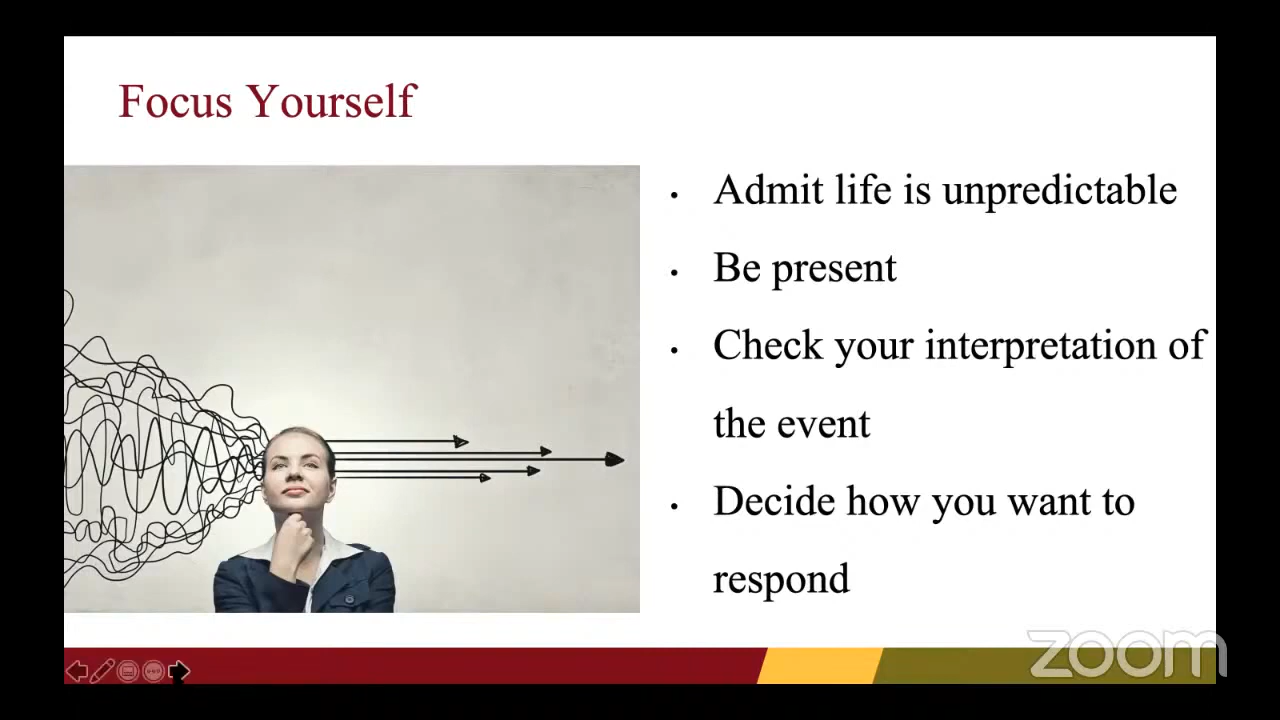 Focus Yourself
• Admit life is unpredictable
• Be present
• Check your interpretation of
the event
• Decide how you want to
respond
zoom